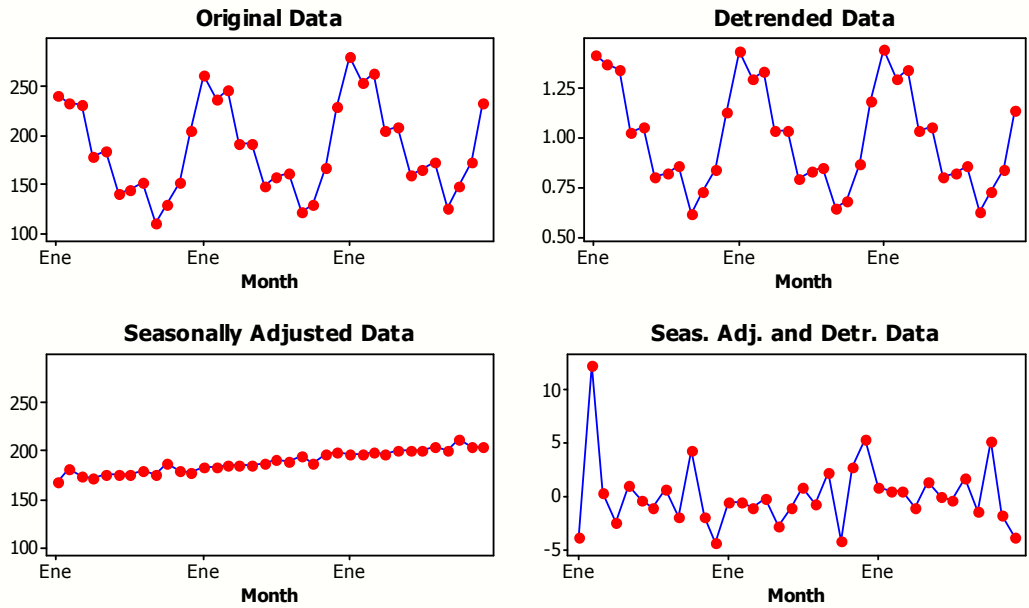 Original Data
250
200
150
100
Ene
Ene
Ene
Month
Detrended Data
1.25
1.00
0.75
0.50
Ene
Ene
Ene
Month
Seasonally Adjusted Data
250
200
150
100
Ene
Ene
Ene
Month
Seas. Adj. and Detr. Data
10
5
0
-5
Ene
Ene
Ene
Month